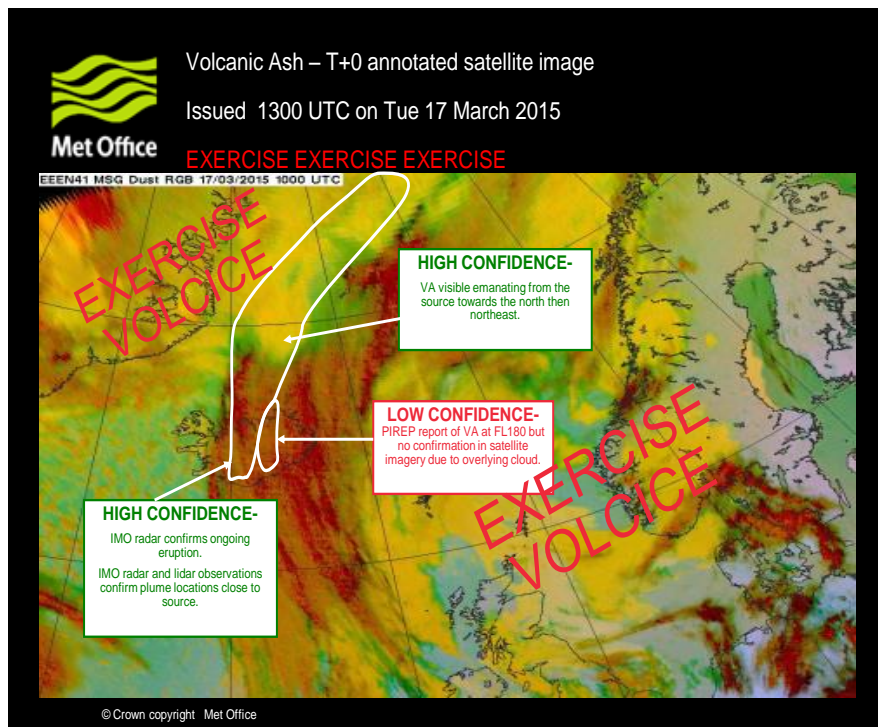 Volcanic Ash – T+0 annotated satellite image
Issued 1300 UTC on Tue 17 March 2015
Met Office
EXERCISE EXERCISE EXERCISE
EEEN41 MSG Dust RGB 17/03/2015 1000 UTC
EXERCISE
VOLCICE
HIGH CONFIDENCE-
VA visible emanating from the
source towards the north then
northeast.
LOW CONFIDENCE-
PIREP report of VA at FL180 but
no confirmation in satellite
imagery due to overlying cloud.
EXERCISE
VOLCICE
HIGH CONFIDENCE-
IMO radar confirms ongoing
eruption.
IMO radar and lidar observations
confirm plume locations close to
source.
© Crown copyright Met Office